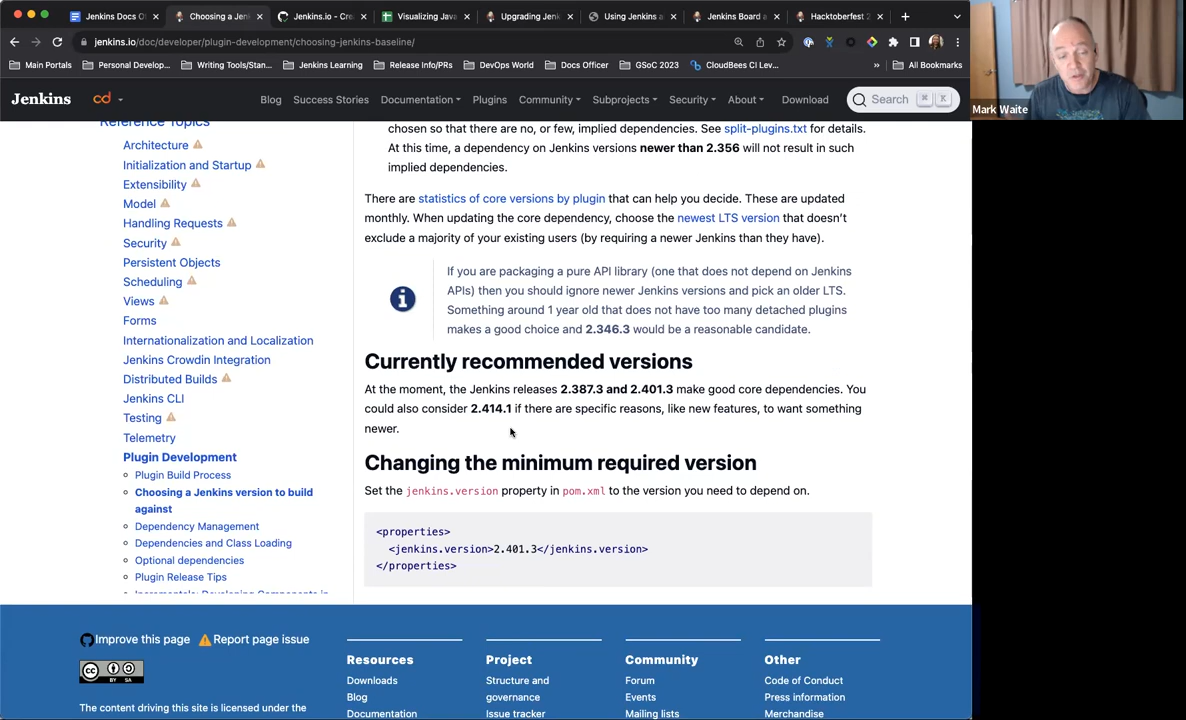 Jenkins Docs O
Choosing a Jen
Jenkins.io - Cre
Visualizing Java
Upgrading Jenk
Using Jenkins a
Jenkins Board a
Hacktoberfest 2
jenkins.io/doc/developer/plugin-development/choosing-jenkins-baseline/
Main Portals
Personal Develop...
Writing Tools/Stan...
Jenkins Learning
Release Info/PRs
DevOps World
Docs Officer
GSoC 2023
CloudBees CI Lev...
»
All Bookmarks
Mark Waite
Jenkins
cd
Blog
Success Stories
Documentation
Plugins
Community
Subprojects
Security
About
Download
Search
⌘
K
Reference Topics
Architecture
Initialization and Startup
Extensibility
Model
Handling Requests
Security
Persistent Objects
Scheduling
Views
Forms
Internationalization and Localization
Jenkins Crowdin Integration
Distributed Builds
Jenkins CLI
Testing
Telemetry
Plugin Development
Plugin Build Process
Choosing a Jenkins version to build
against
Dependency Management
Dependencies and Class Loading
Optional dependencies
Plugin Release Tips
Incrementals: Developing Components in
chosen so that there are no, or few, implied dependencies. See split-plugins.txt for details.
At this time, a dependency on Jenkins versions newer than 2.356 will not result in such
implied dependencies.
There are statistics of core versions by plugin that can help you decide. These are updated
monthly. When updating the core dependency, choose the newest LTS version that doesn't
exclude a majority of your existing users (by requiring a newer Jenkins than they have).
If you are packaging a pure API library (one that does not depend on Jenkins
APIs) then you should ignore newer Jenkins versions and pick an older LTS.
Something around 1 year old that does not have too many detached plugins
makes a good choice and 2.346.3 would be a reasonable candidate.
Currently recommended versions
At the moment, the Jenkins releases 2.387.3 and 2.401.3 make good core dependencies. You
could also consider 2.414.1 if there are specific reasons, like new features, to want something
newer.
Changing the minimum required version
Set the jenkins.version property in pom.xml to the version you need to depend on.
<properties>
<jenkins.version>2.401.3</jenkins.version>
</properties>
Improve this page
Report page issue
cc
BY SA
The content driving this site is licensed under the
Resources
Downloads
Blog
Documentation
Project
Structure and
governance
Issue tracker
Community
Forum
Events
Mailing lists
Other
Code of Conduct
Press information
Merchandise